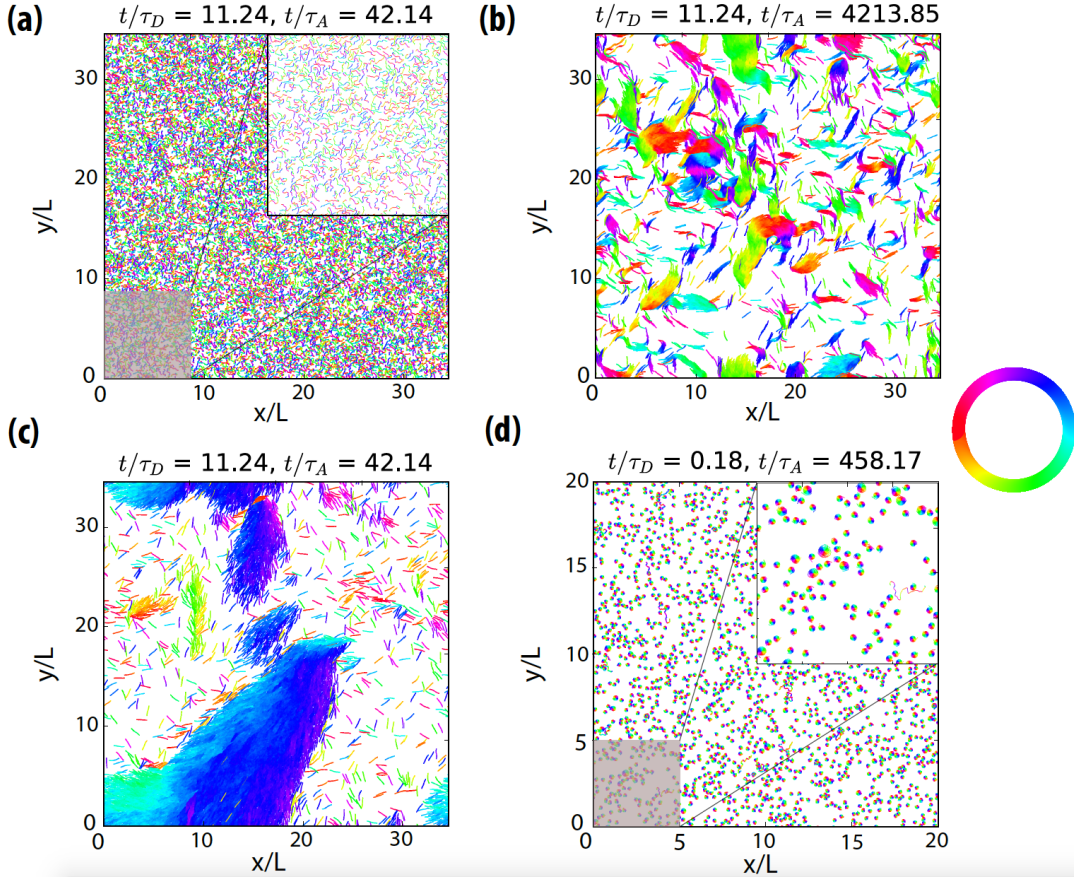 (a)
t/τ_D = 11.24, t/τ_A = 42.14
y/L
30
20
10
0
0 10 20 30
x/L
(b)
t/τ_D = 11.24, t/τ_A = 4213.85
y/L
30
20
10
0
0 10 20 30
x/L
(c)
t/τ_D = 11.24, t/τ_A = 42.14
y/L
30
20
10
0
0 10 20 30
x/L
(d)
t/τ_D = 0.18, t/τ_A = 458.17
y/L
20
15
10
5
0
0 5 10 15 20
x/L